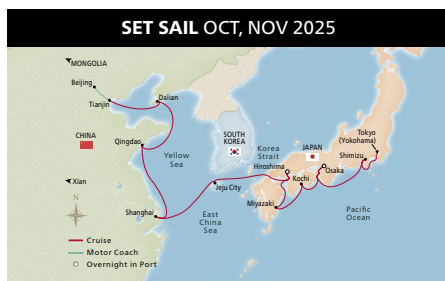 SET SAIL OCT, NOV 2025
MONGOLIA
Beijing
Tianjin
Dalian
CHINA
Qingdao
Yellow
Sea
SOUTH
KOREA
Korea
Strait
JAPAN
Tokyo
(Yokohama)
Hiroshima
Shimizu
Osaka
Kochi
Xian
Jeju City
Miyazaki
N
Shanghai
East
China
Sea
Pacific
Ocean
Cruise
Motor Coach
Overnight in Port